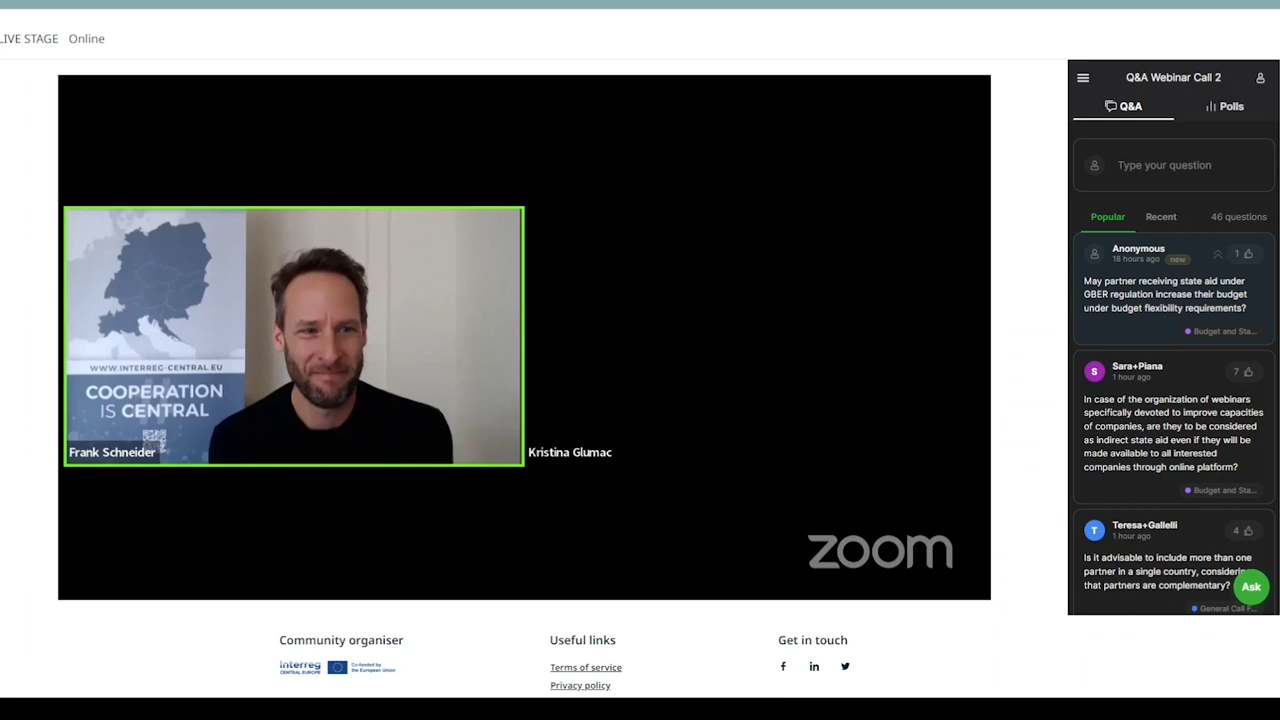 LIVE STAGE Online
WWW.INTERREG-CENTRAL.EU
COOPERATION
IS CENTRAL
Frank Schneider
Kristina Glumac
zoom
Q&A Webinar Call 2
Q&A Polls
Type your question
Popular Recent 46 questions
Anonymous
18 hours ago new
1
May partner receiving state aid under
GBER regulation increase their budget
under budget flexibility requirements?
Budget and Sta...
S
Sara+Piana
1 hour ago
7
In case of the organization of webinars
specifically devoted to improve capacities
of companies, are they to be considered
as indirect state aid even if they will be
made available to all interested
companies through online platform?
Budget and Sta...
T
Teresa+Gallelli
1 hour ago
4
Is it advisable to include more than one
partner in a single country,
that partners are complementary?
Ask
General Call F...
Community organiser
Interreg
CENTRAL EUROPE
Co-funded by
the European Union
Useful links
Terms of service
Privacy policy
Get in touch